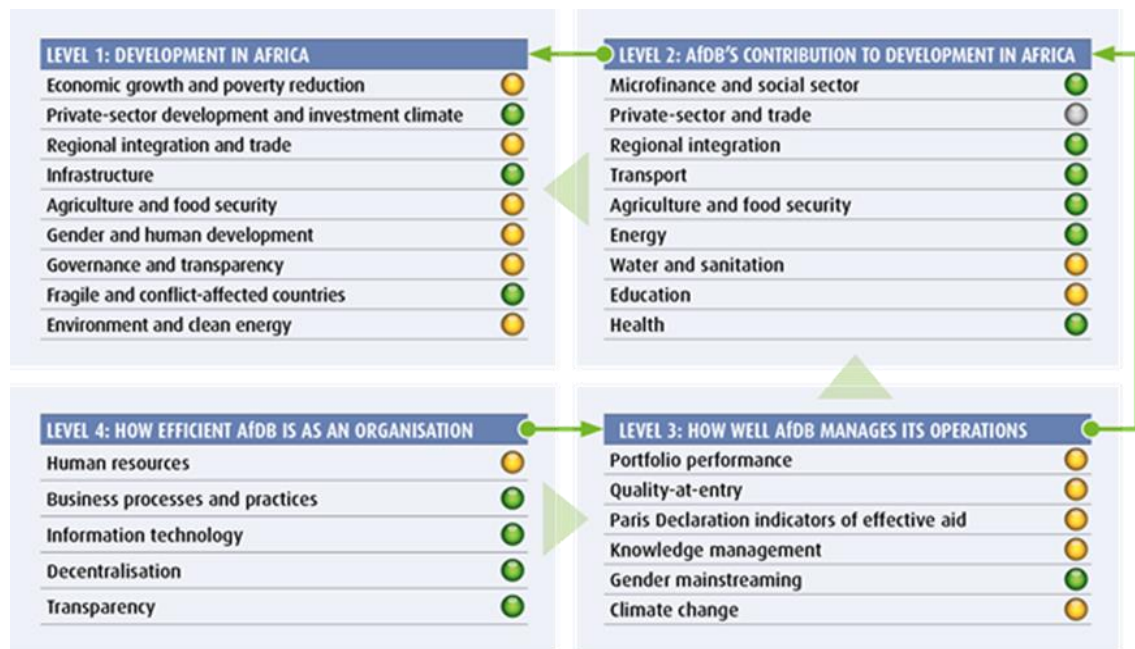 LEVEL 1: DEVELOPMENT IN AFRICA
Economic growth and poverty reduction
Private-sector development and investment climate
Regional integration and trade
Infrastructure
Agriculture and food security
Gender and human development
Governance and transparency
Fragile and conflict-affected countries
Environment and clean energy
LEVEL 2: AfDB'S CONTRIBUTION TO DEVELOPMENT IN AFRICA
Microfinance and social sector
Private-sector and trade
Regional integration
Transport
Agriculture and food security
Energy
Water and sanitation
Education
Health
LEVEL 4: HOW EFFICIENT AfDB IS AS AN ORGANISATION
Human resources
Business processes and practices
Information technology
Decentralisation
Transparency
LEVEL 3: HOW WELL AfDB MANAGES ITS OPERATIONS
Portfolio performance
Quality-at-entry
Paris Declaration indicators of effective aid
Knowledge management
Gender mainstreaming
Climate change